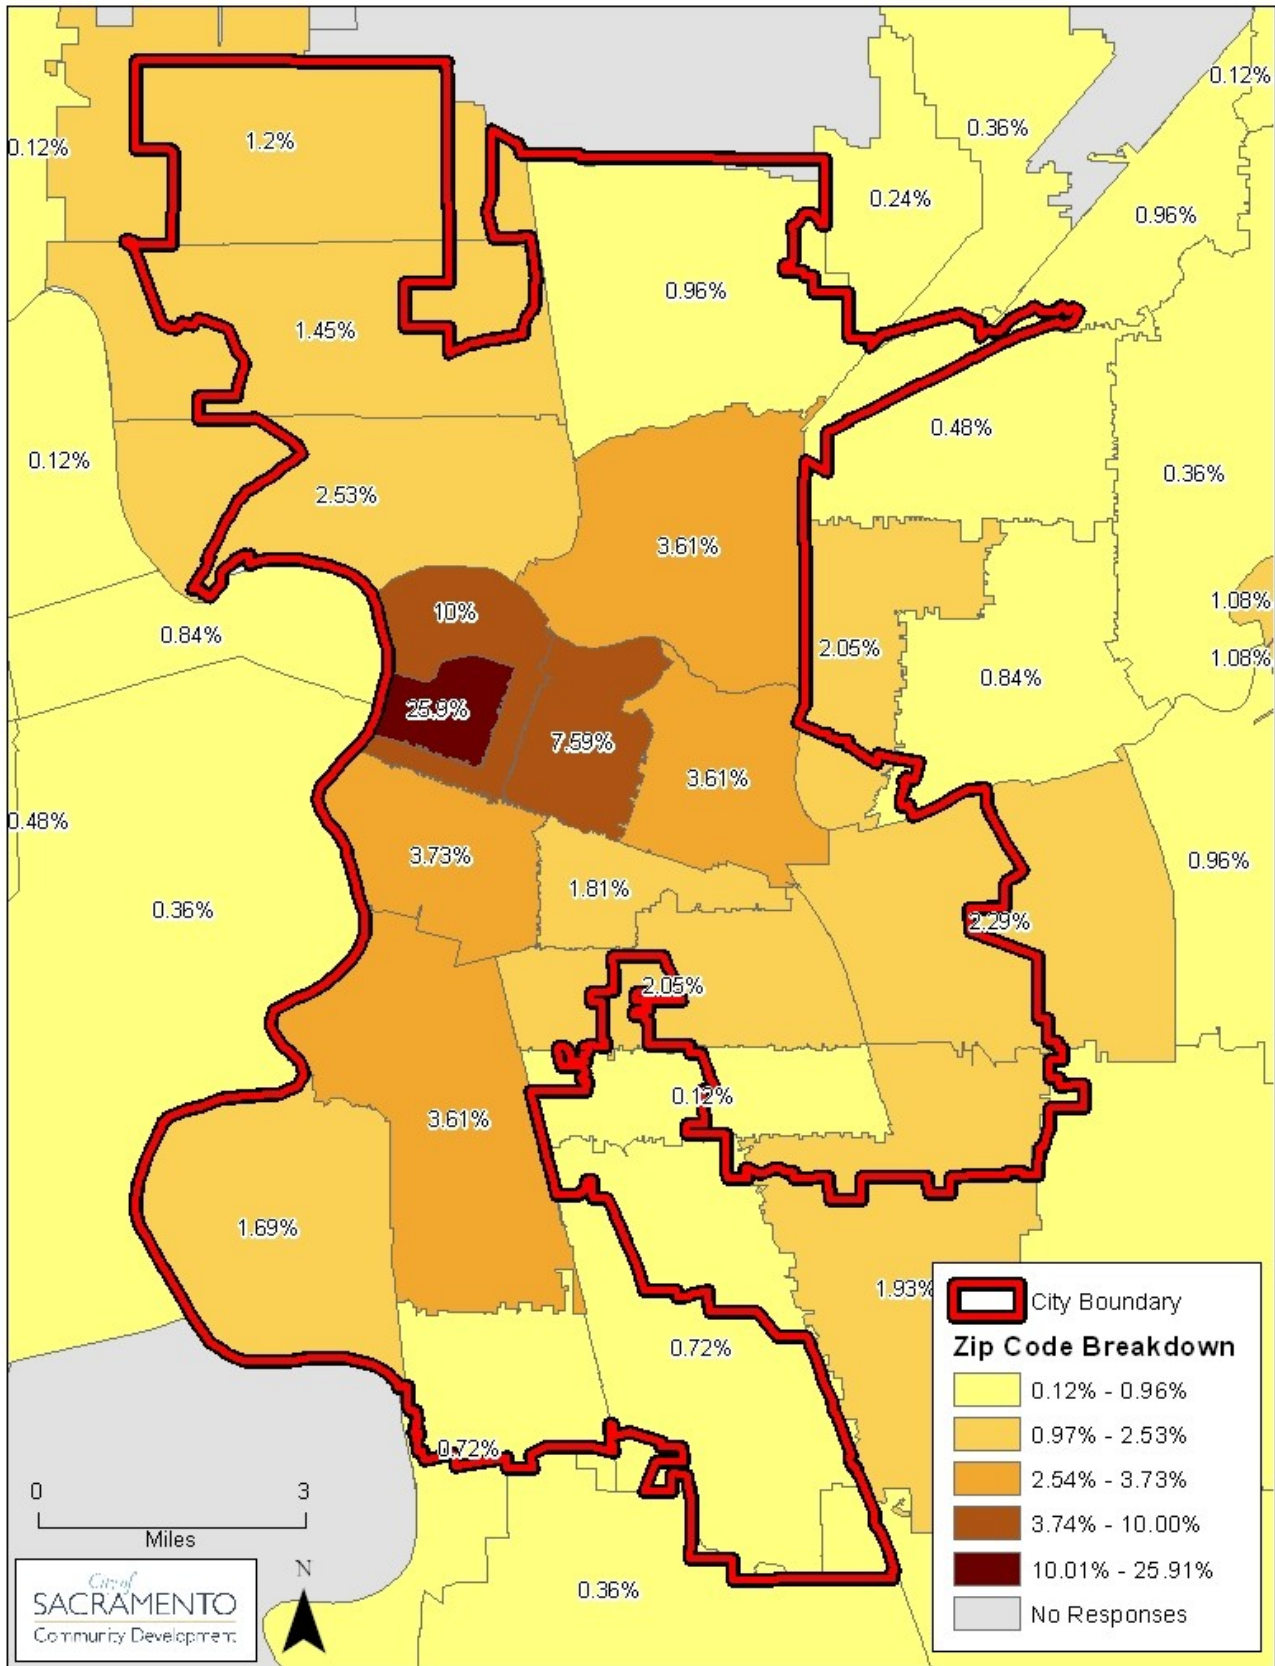 0.12%
0.12%
1.2%
0.36%
0.24%
0.96%
0.96%
1.45%
0.48%
0.12%
0.36%
2.53%
3.61%
10%
1.08%
0.84%
2.05%
1.08%
0.84%
25.9%
7.59%
3.61%
0.48%
3.73%
0.96%
1.81%
0.36%
2.29%
2.05%
0.12%
3.61%
1.69%
1.93%
0.72%
0.72%
0.36%
City Boundary
Zip Code Breakdown
0.12% - 0.96%
0.97% - 2.53%
2.54% - 3.73%
3.74% - 10.00%
10.01% - 25.91%
No Responses
0 3
Miles
N
City of
SACRAMENTO
Community Development